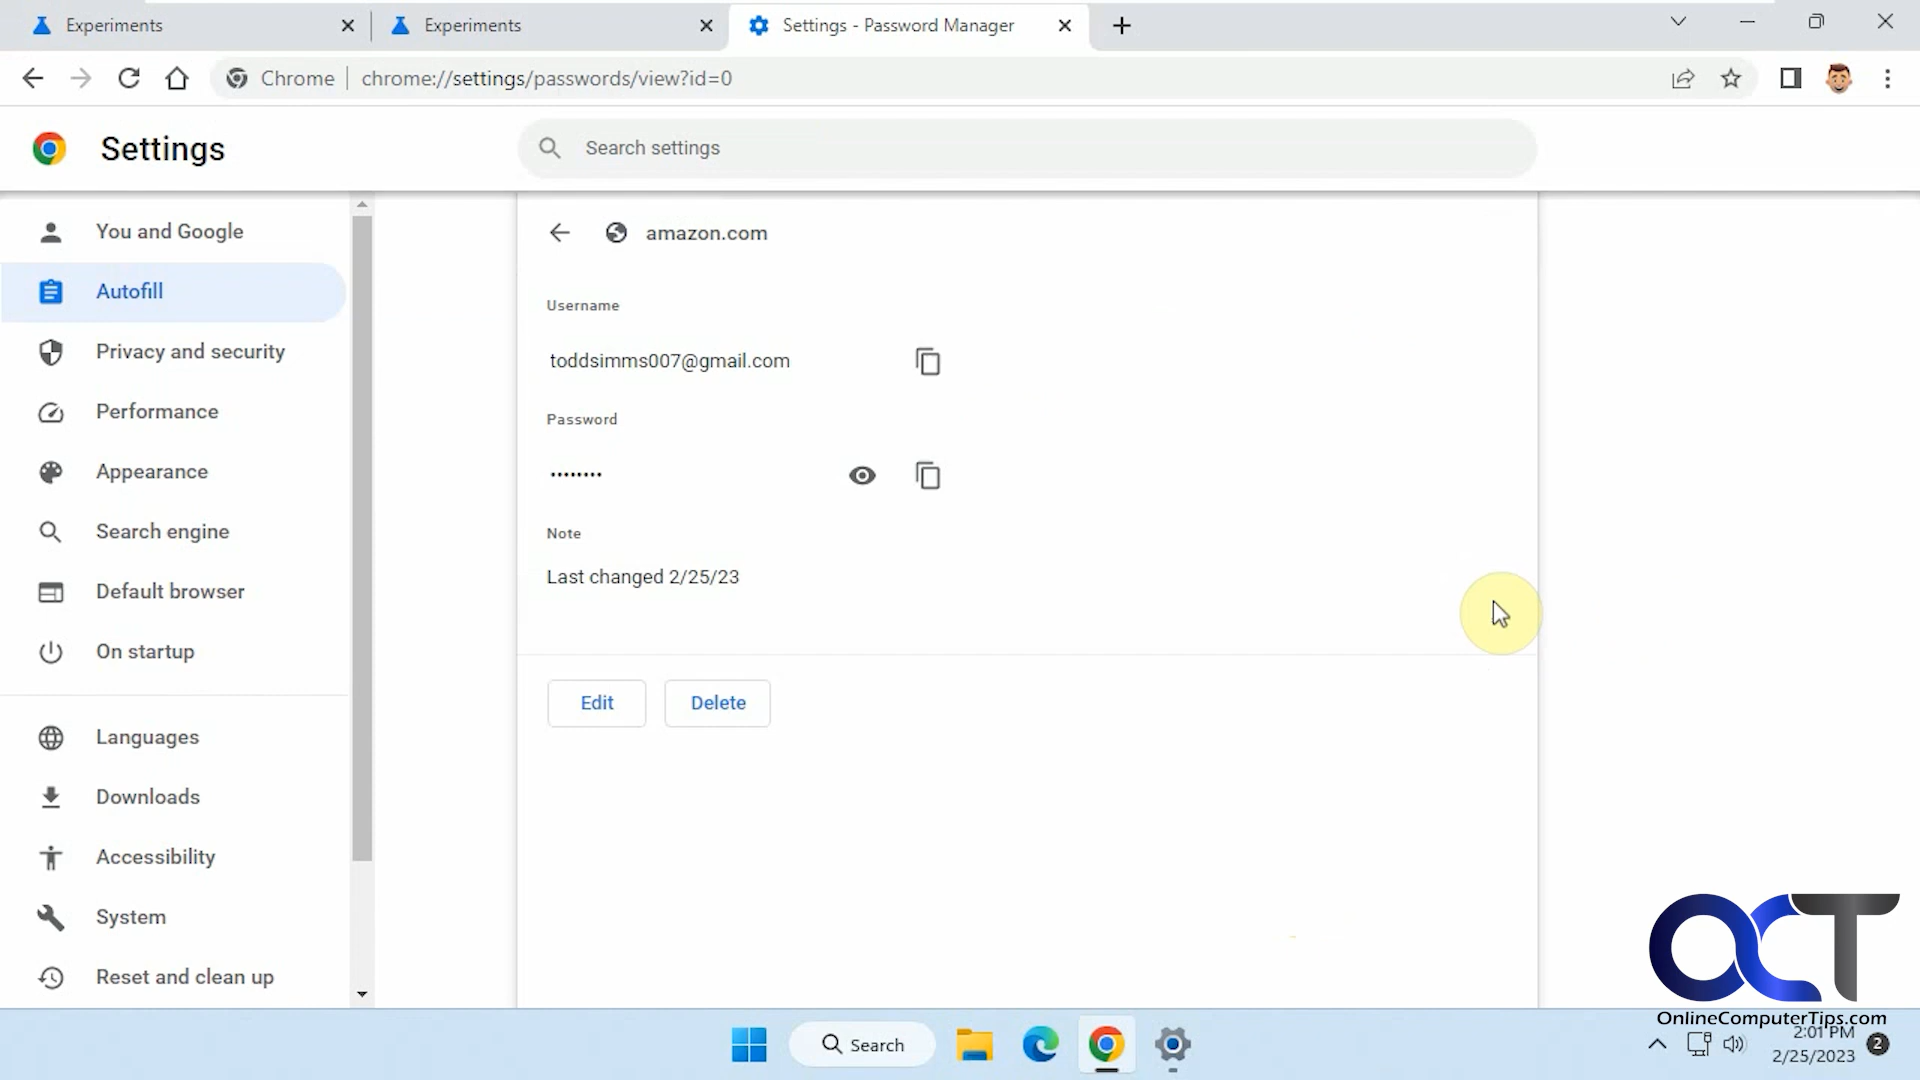 Experiments
Experiments
Settings - Password Manager
Chrome
chrome://settings/passwords/view?id=0
Settings
Search settings
You and Google
Autofill
Privacy and security
Performance
Appearance
Search engine
Default browser
On startup
Languages
Downloads
Accessibility
System
Reset and clean up
amazon.com
Username
toddsimms007@gmail.com
Password
••••••••
Note
Last changed 2/25/23
Edit
Delete
OCT
OnlineComputerTips.com
Search
2:01 PM
2/25/2023
2